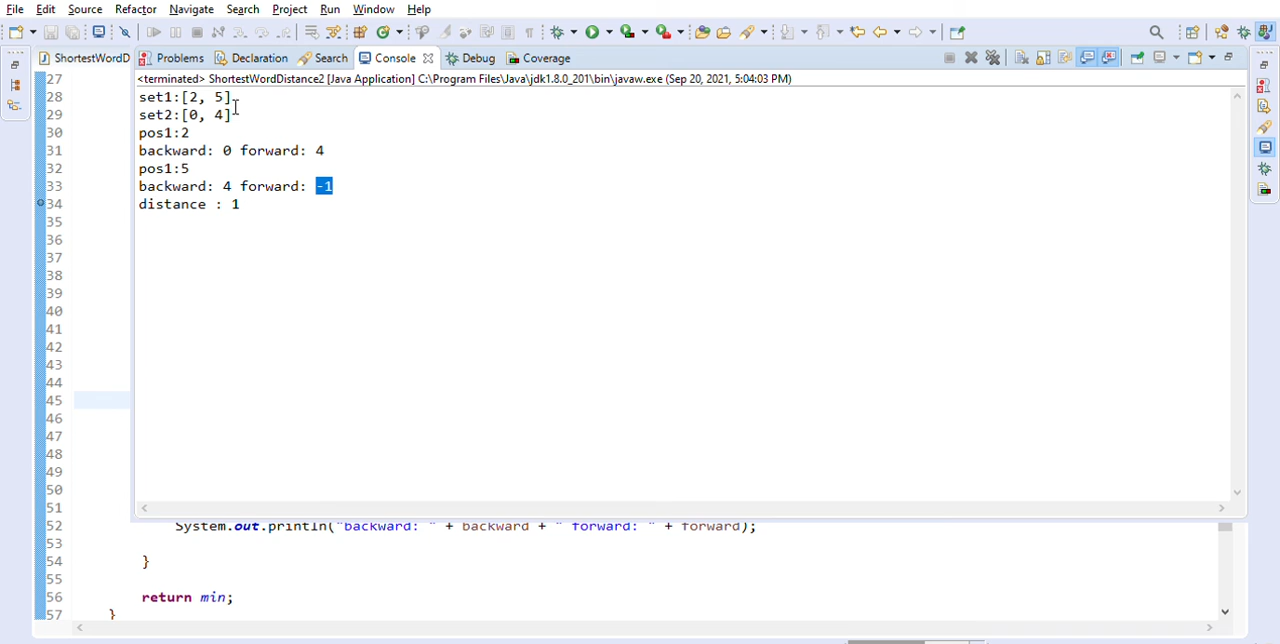 File Edit Source Refactor Navigate Search Project Run Window Help
ShortestWordD Problems Declaration Search Console Debug Coverage
<terminated> ShortestWordDistance2 [Java Application] C:\Program Files\Java\jdk1.8.0_201\bin\javaw.exe (Sep 20, 2021, 5:04:03 PM)
27
28 set1:[2, 5]
29 set2:[0, 4]
30 pos1:2
31 backward: 0 forward: 4
32 pos1:5
33 backward: 4 forward: -1
34 distance : 1
35
36
37
38
39
40
41
42
43
44
45
46
47
48
49
50
51
52 System.out.println("backward: " + backward + " forward: " + forward);
53
54 }
55
56 return min;
57 }